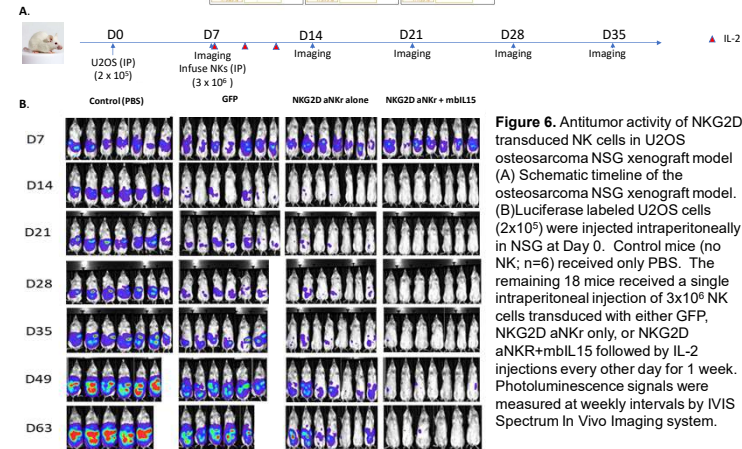 A.
D0
D7
D14
D21
D28
D35
IL-2
U2OS (IP)
(2 x 10⁵)
Imaging
Infuse NKs (IP)
(3 x 10⁶ )
Imaging
Imaging
Imaging
Imaging
B.
Control (PBS)
GFP
NKG2D aNKr alone
NKG2D aNKr + mbIL15
D7
D14
D21
D28
D35
D49
D63
Figure 6. Antitumor activity of NKG2D
transduced NK cells in U2OS
osteosarcoma NSG xenograft model
(A) Schematic timeline of the
osteosarcoma NSG xenograft model.
(B)Luciferase labeled U2OS cells
(2x10⁵) were injected intraperitoneally
in NSG at Day 0. Control mice (no
NK; n=6) received only PBS. The
remaining 18 mice received a single
intraperitoneal injection of 3x10⁶ NK
cells transduced with either GFP,
NKG2D aNKr only, or NKG2D
aNKR+mbIL15 followed by IL-2
injections every other day for 1 week.
Photoluminescence signals were
measured at weekly intervals by IVIS
Spectrum In Vivo Imaging system.